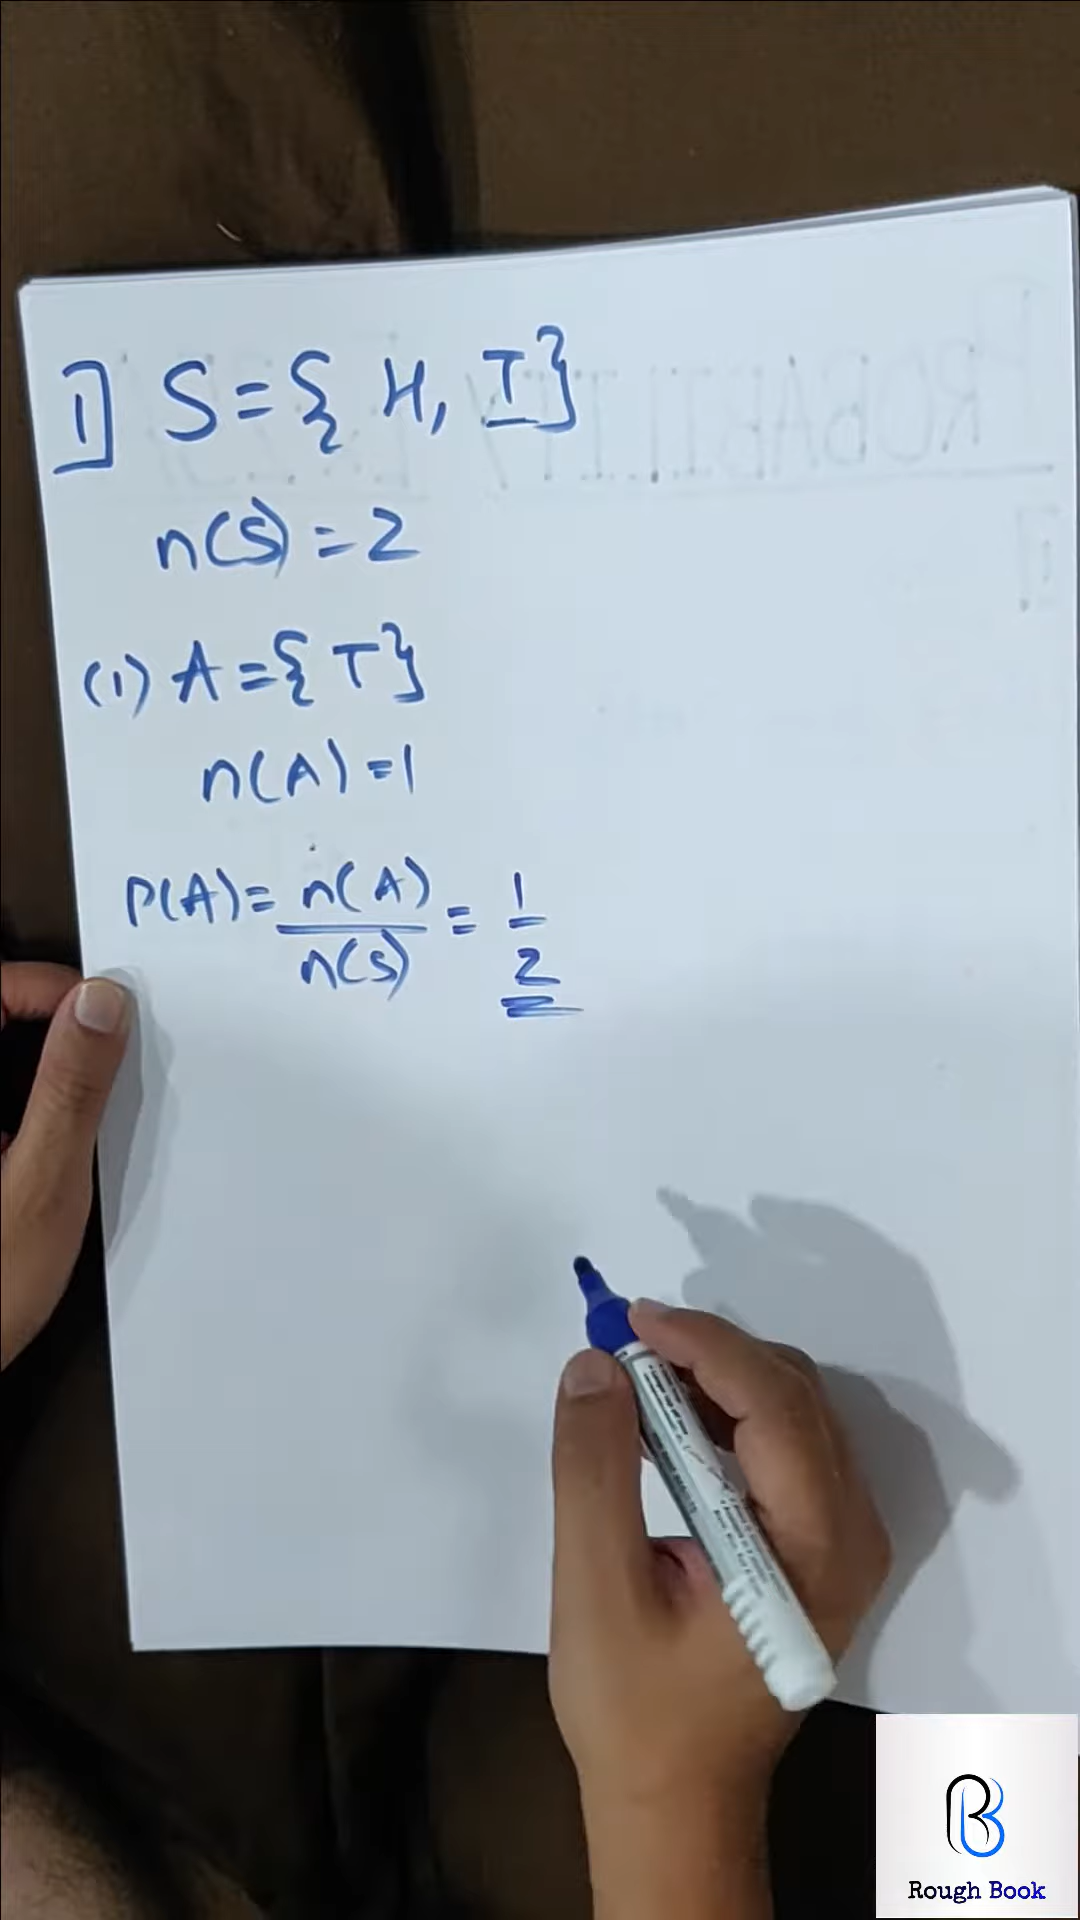 1] S = { H, T }
n(S) = 2
(1) A = { T }
n(A) = 1
P(A) = n(A) / n(S) = 1 / 2
B
Rough Book